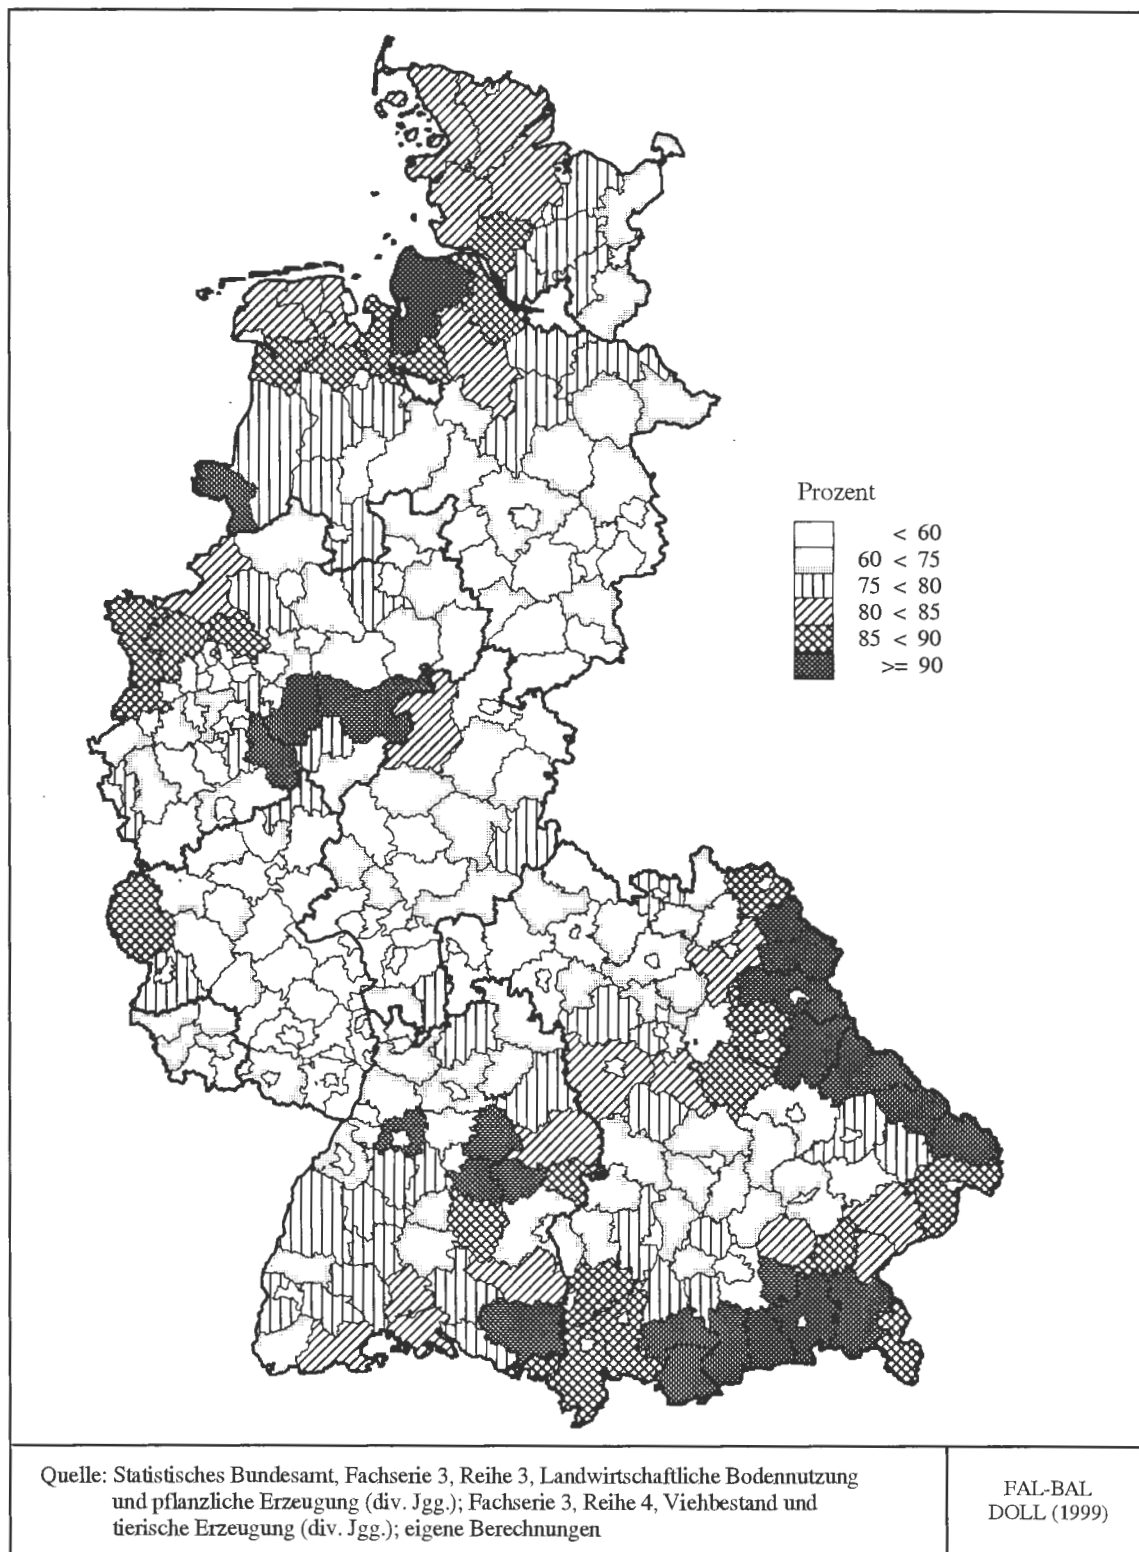 Prozent
< 60
60 < 75
75 < 80
80 < 85
85 < 90
>= 90
Quelle: Statistisches Bundesamt, Fachserie 3, Reihe 3, Landwirtschaftliche Bodennutzung
und pflanzliche Erzeugung (div. Jgg.); Fachserie 3, Reihe 4, Viehbestand und
tierische Erzeugung (div. Jgg.); eigene Berechnungen
FAL-BAL
DOLL (1999)